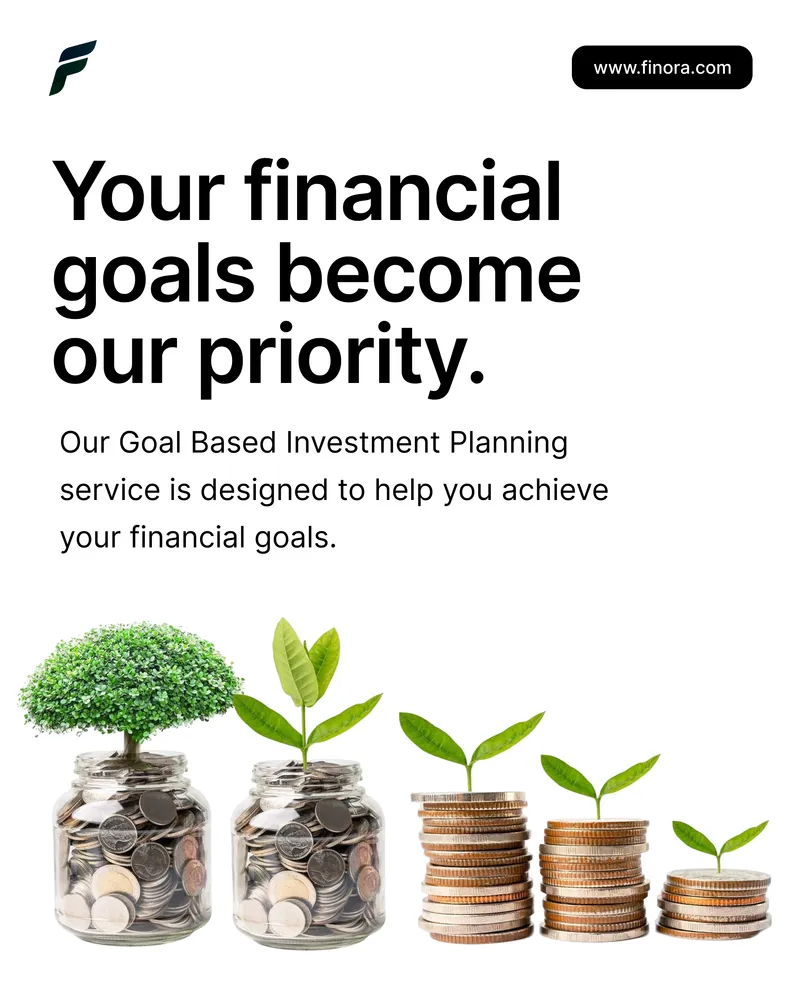 www.finora.com
Your financial
goals become
our priority.
Our Goal Based Investment Planning
service is designed to help you achieve
your financial goals.